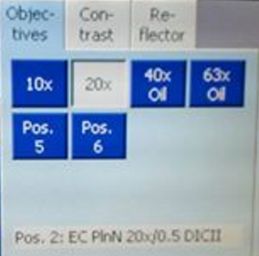 Objec- Con- Re-
tives trast flector
10x 20x 40x 63x
Oil Oil
Pos. Pos.
5 6
Pos. 2: EC PlnN 20x/0.5 DICII